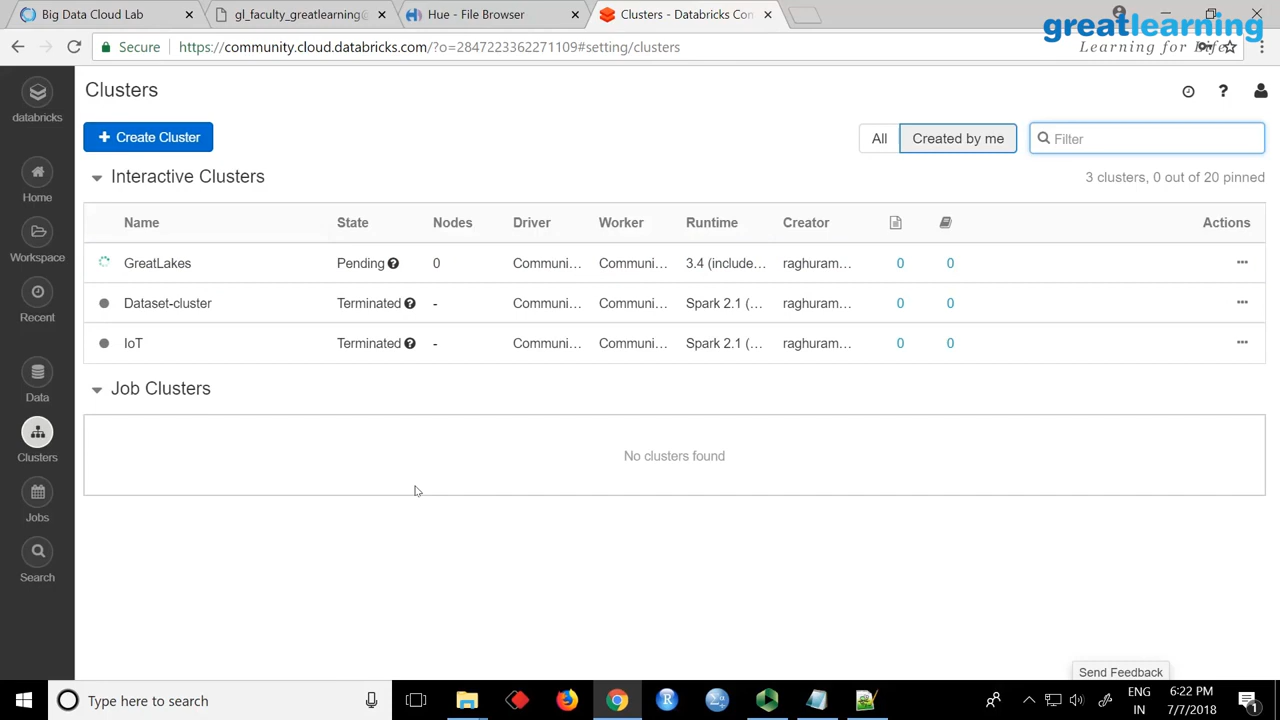 Big Data Cloud Lab
gl_faculty_greatlearning@
Hue - File Browser
Clusters - Databricks Con
greatlearning
Learning for Life
Secure
https://community.cloud.databricks.com/?o=2847223362271109#setting/clusters
databricks
Home
Workspace
Recent
Data
Clusters
Jobs
Search
Clusters
+ Create Cluster
All
Created by me
Filter
Interactive Clusters
3 clusters, 0 out of 20 pinned
Name State Nodes Driver Worker Runtime Creator Actions
GreatLakes Pending 0 Communi... Communi... 3.4 (include... raghuram... 0 0 ...
Dataset-cluster Terminated - Communi... Communi... Spark 2.1 (... raghuram... 0 0 ...
IoT Terminated - Communi... Communi... Spark 2.1 (... raghuram... 0 0 ...
Job Clusters
No clusters found
Send Feedback
Type here to search
ENG
IN
6:22 PM
7/7/2018
1